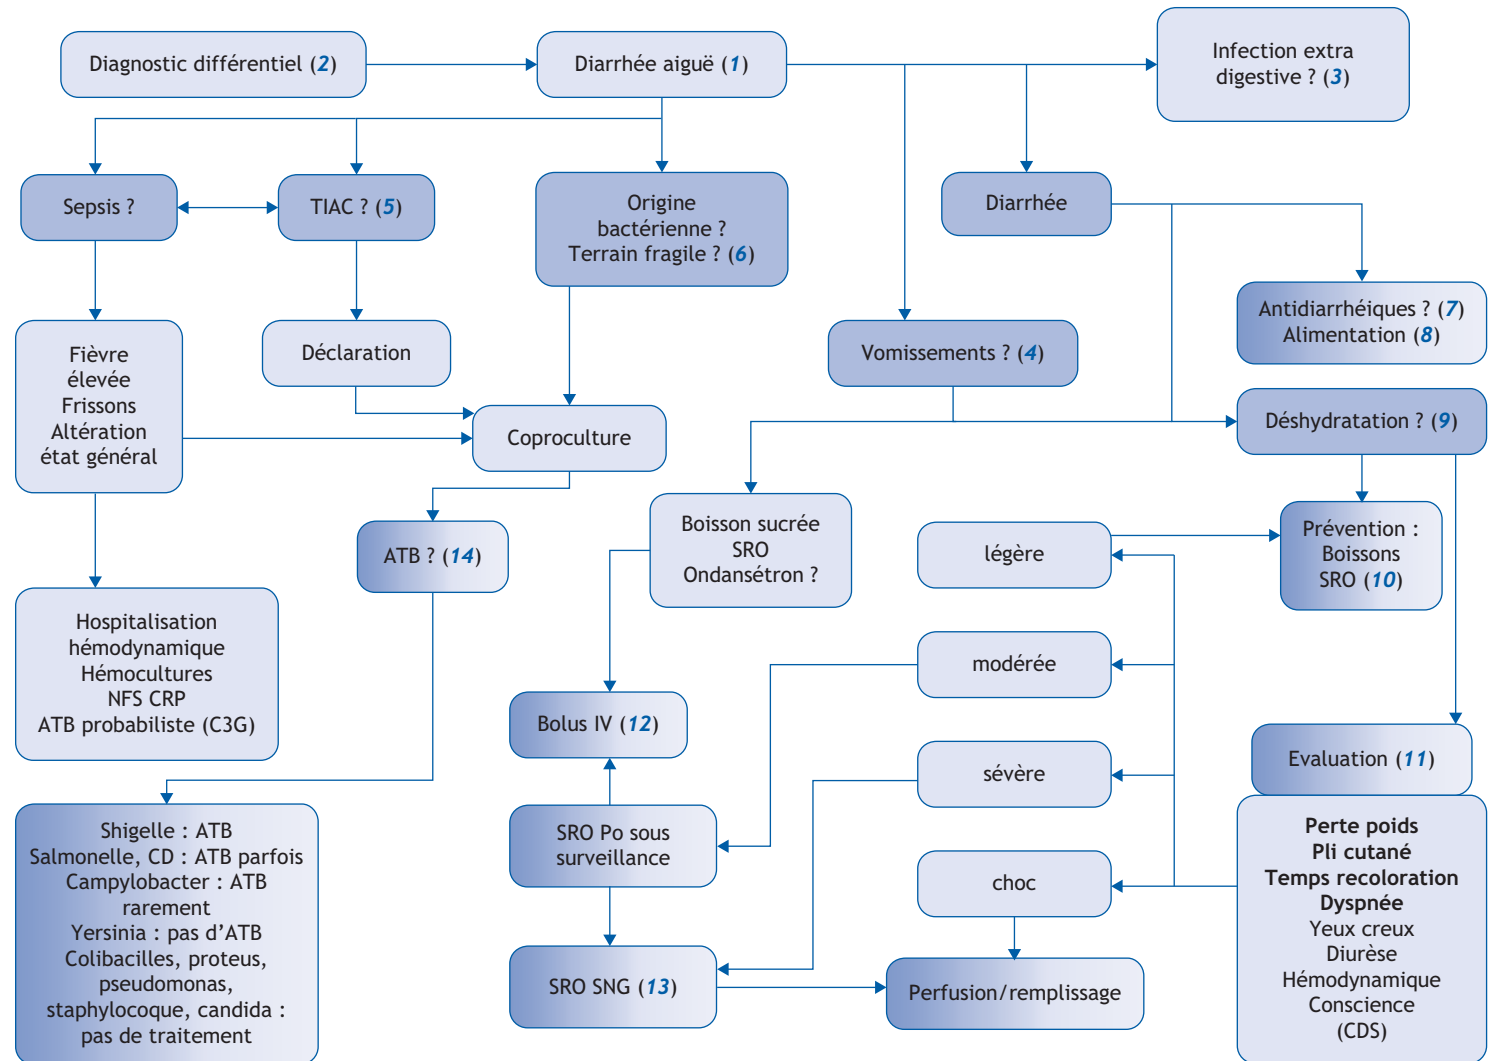 Diagnostic différentiel (2)
Diarrhée aiguë (1)
Infection extra
digestive ? (3)
Sepsis ?
TIAC ? (5)
Origine
bactérienne ?
Terrain fragile ? (6)
Diarrhée
Antidiarrhéiques ? (7)
Alimentation (8)
Fièvre
élevée
Frissons
Altération
état général
Déclaration
Vomissements ? (4)
Coproculture
Déshydratation ? (9)
ATB ? (14)
Boisson sucrée
SRO
Ondansétron ?
légère
Prévention :
Boissons
SRO (10)
Hospitalisation
hémodynamique
Hémocultures
NFS CRP
ATB probabiliste (C3G)
modérée
Bolus IV (12)
sévère
Evaluation (11)
Shigelle : ATB
Salmonelle, CD : ATB parfois
Campylobacter : ATB
rarement
Yersinia : pas d’ATB
Colibacilles, proteus,
pseudomonas,
staphylocoque, candida :
pas de traitement
SRO Po sous
surveillance
choc
Perte poids
Pli cutané
Temps recoloration
Dyspnée
Yeux creux
Diurèse
Hémodynamique
Conscience
(CDS)
SRO SNG (13)
Perfusion/remplissage